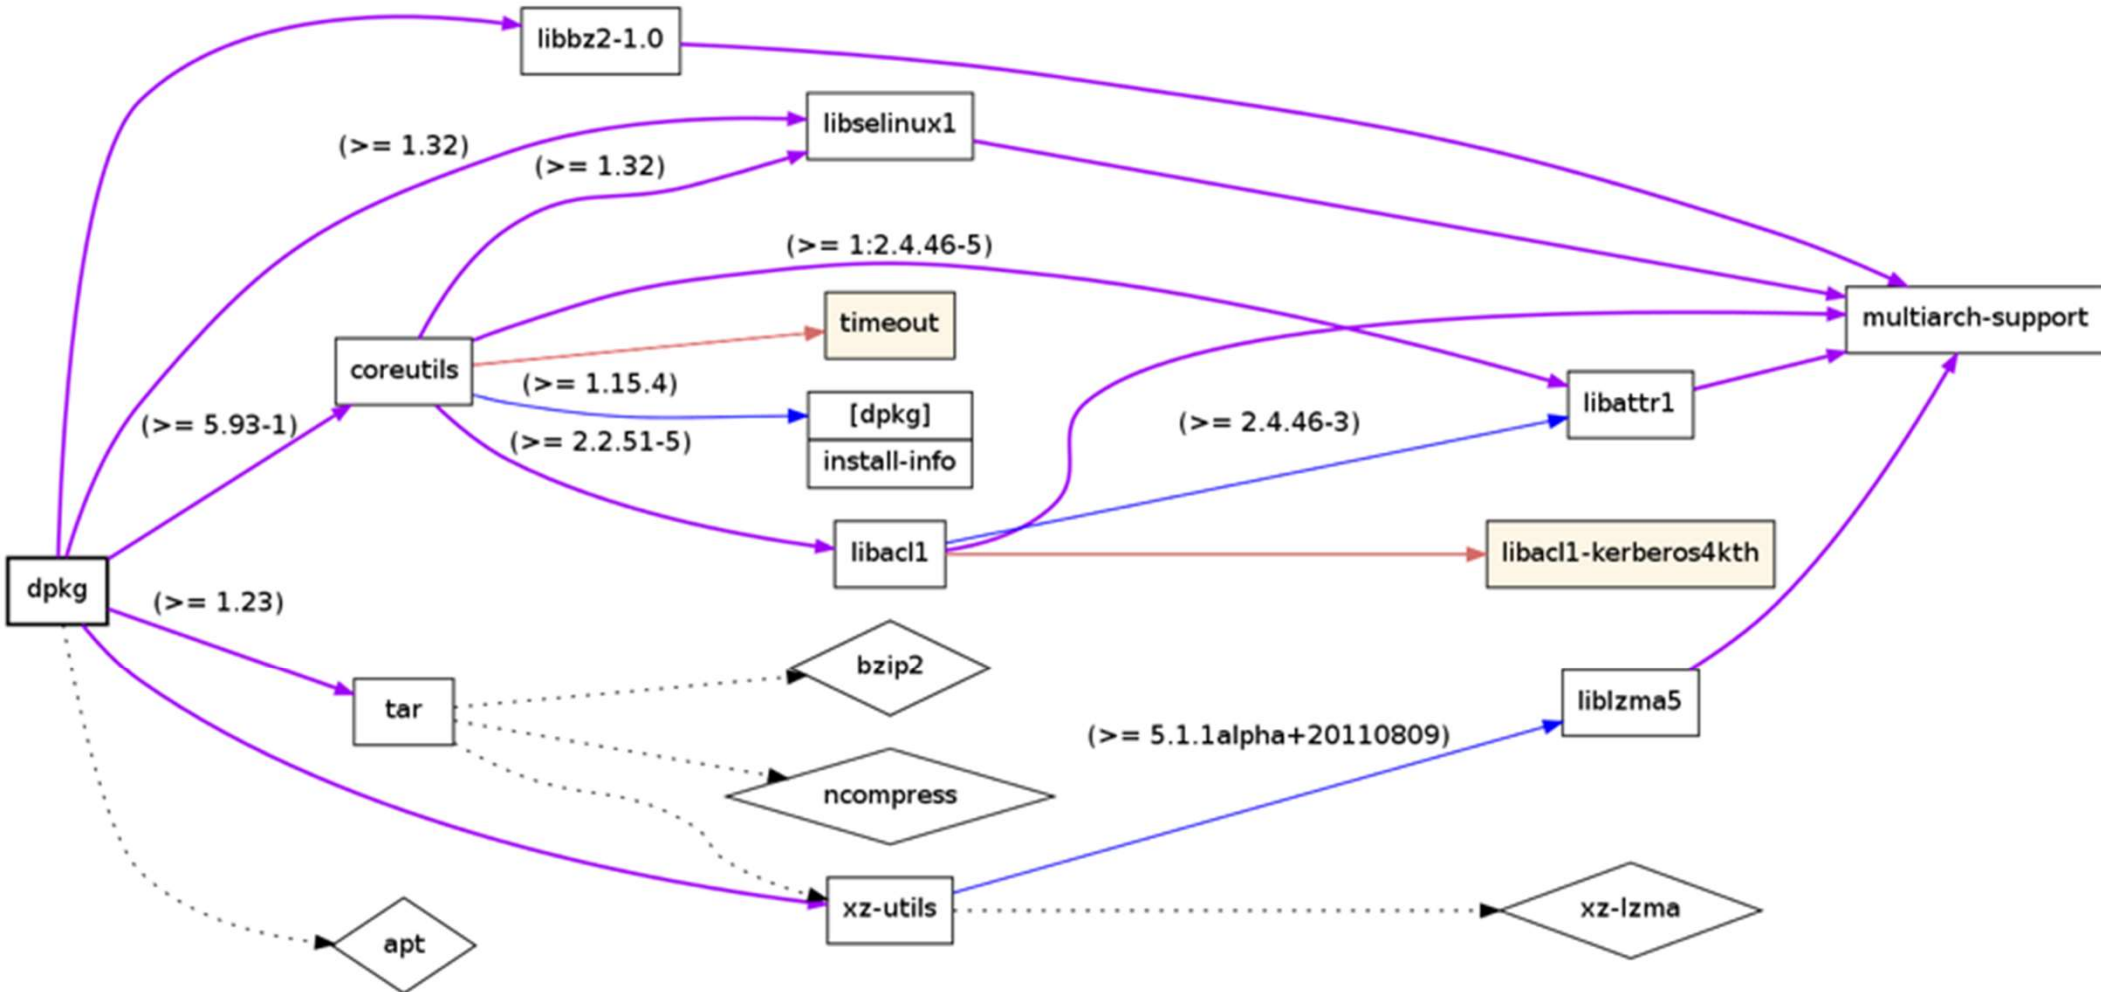 libbz2-1.0
libselinux1
(>= 1.32)
(>= 1.32)
(>= 1:2.4.46-5)
timeout
multiarch-support
coreutils
(>= 1.15.4)
[dpkg]
install-info
libattr1
(>= 5.93-1)
(>= 2.2.51-5)
(>= 2.4.46-3)
libacl1
libacl1-kerberos4kth
dpkg
(>= 1.23)
bzip2
tar
liblzma5
(>= 5.1.1alpha+20110809)
ncompress
xz-utils
xz-lzma
apt